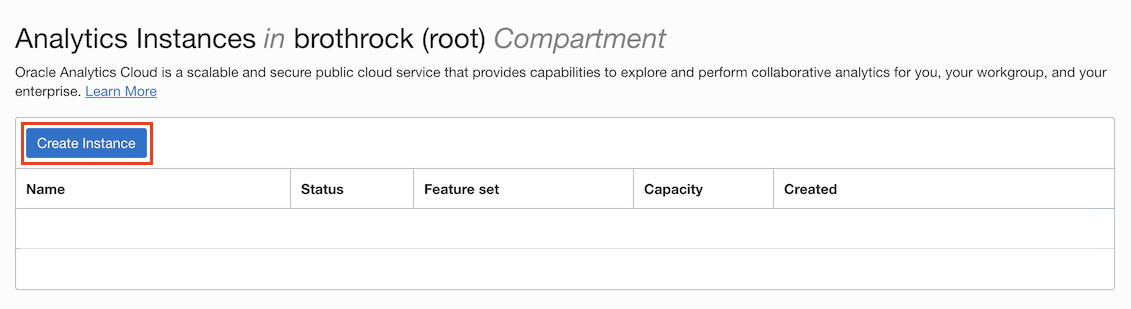 Analytics Instances in brothrock (root) Compartment
Oracle Analytics Cloud is a scalable and secure public cloud service that provides capabilities to explore and perform collaborative analytics for you, your workgroup, and your
enterprise. Learn More
Create Instance
Name Status Feature set Capacity Created